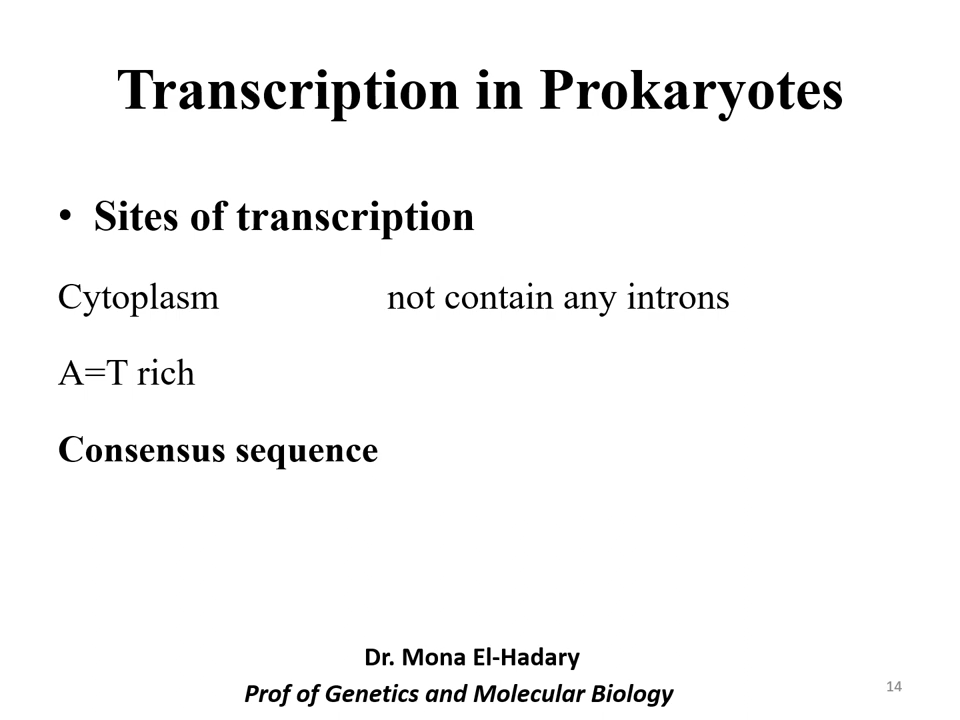 Transcription in Prokaryotes
• Sites of transcription
Cytoplasm not contain any introns
A=T rich
Consensus sequence
Dr. Mona El-Hadary
Prof of Genetics and Molecular Biology
14